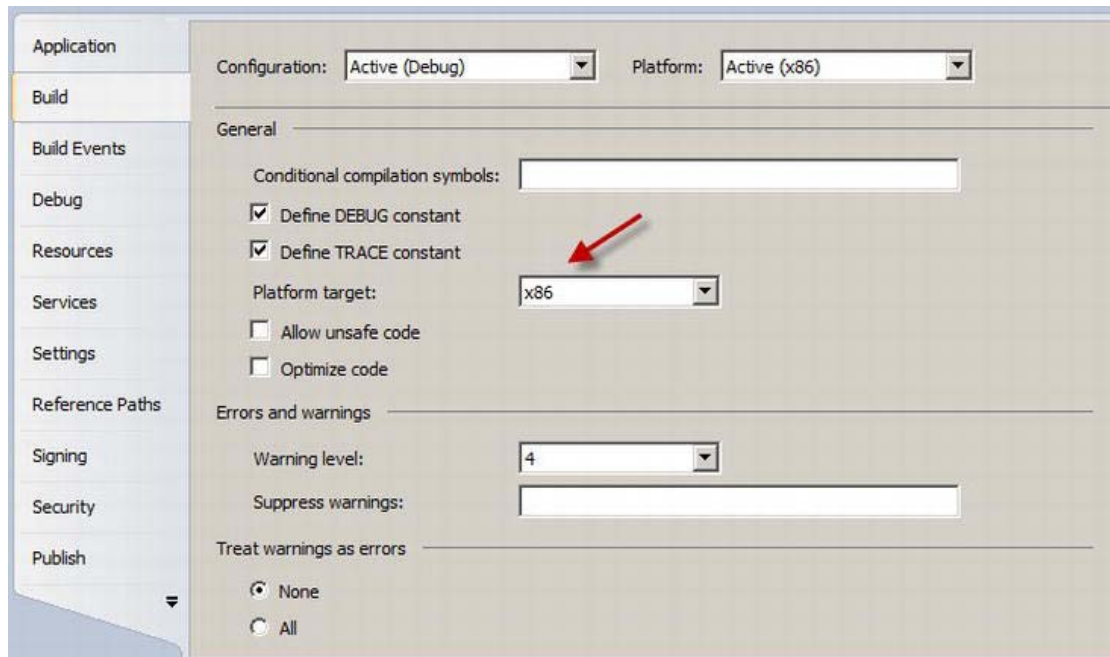 Application
Build
Build Events
Debug
Resources
Services
Settings
Reference Paths
Signing
Security
Publish
Configuration: Active (Debug) Platform: Active (x86)
General
Conditional compilation symbols:
Define DEBUG constant
Define TRACE constant
Platform target: x86
Allow unsafe code
Optimize code
Errors and warnings
Warning level: 4
Suppress warnings:
Treat warnings as errors
None
All